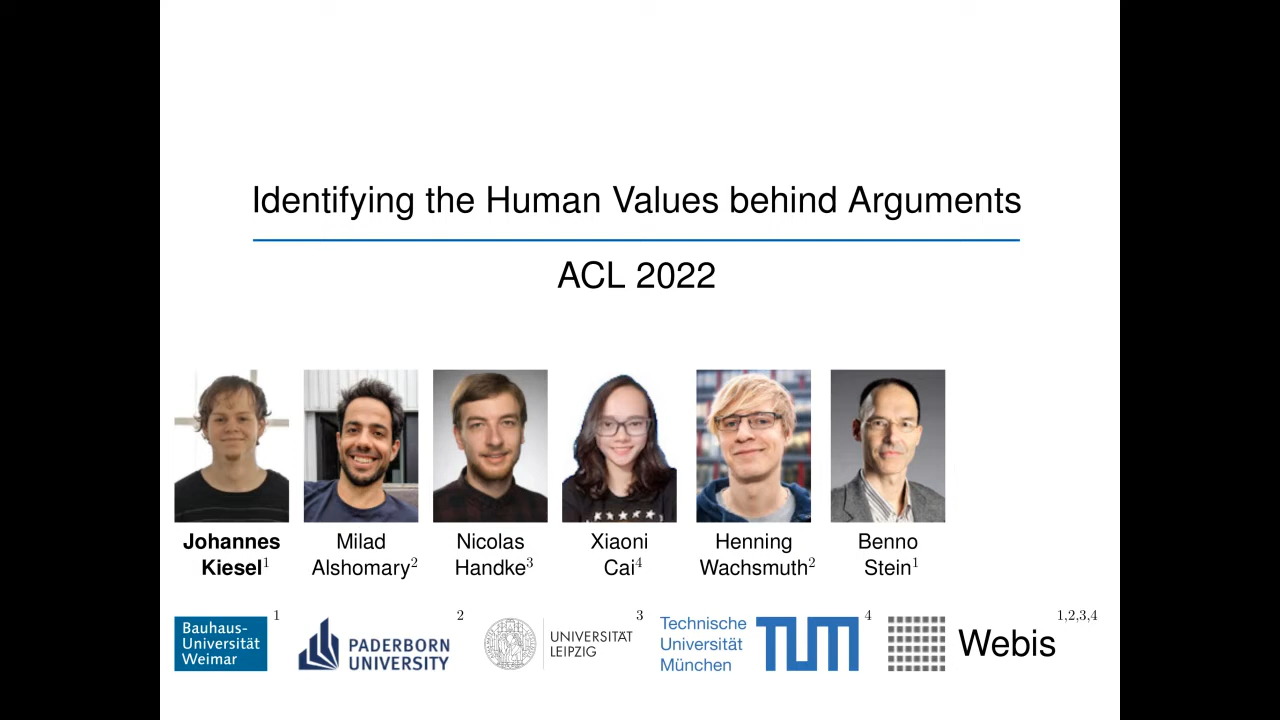 Identifying the Human Values behind Arguments
ACL 2022
Johannes
Kiesel¹
Milad
Alshomary²
Nicolas
Handke³
Xiaoni
Cai⁴
Henning
Wachsmuth²
Benno
Stein¹
Bauhaus-
Universität
Weimar
1
PADERBORN
UNIVERSITY
2
UNIVERSITÄT
LEIPZIG
3
Technische
Universität
München
TUM
4
Webis
1,2,3,4